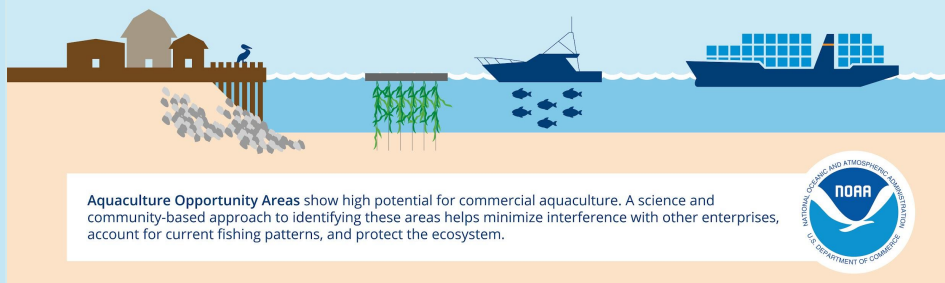 Aquaculture Opportunity Areas show high potential for commercial aquaculture. A science and
community-based approach to identifying these areas helps minimize interference with other enterprises,
account for current fishing patterns, and protect the ecosystem.
NATIONAL OCEANIC AND ATMOSPHERIC ADMINISTRATION
NOAA
U.S. DEPARTMENT OF COMMERCE